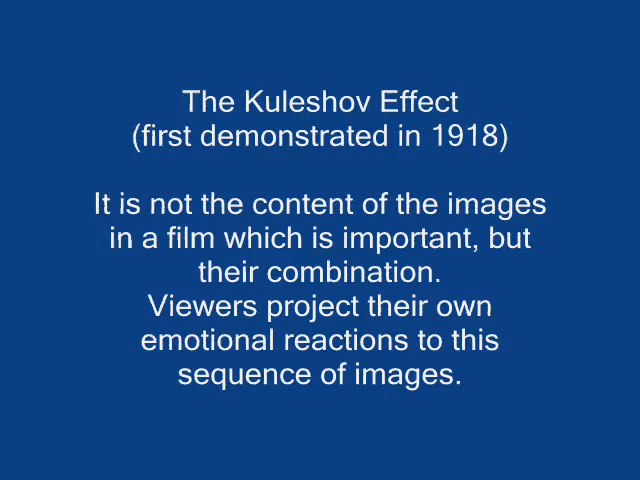 The Kuleshov Effect
(first demonstrated in 1918)
It is not the content of the images
in a film which is important, but
their combination.
Viewers project their own
emotional reactions to this
sequence of images.